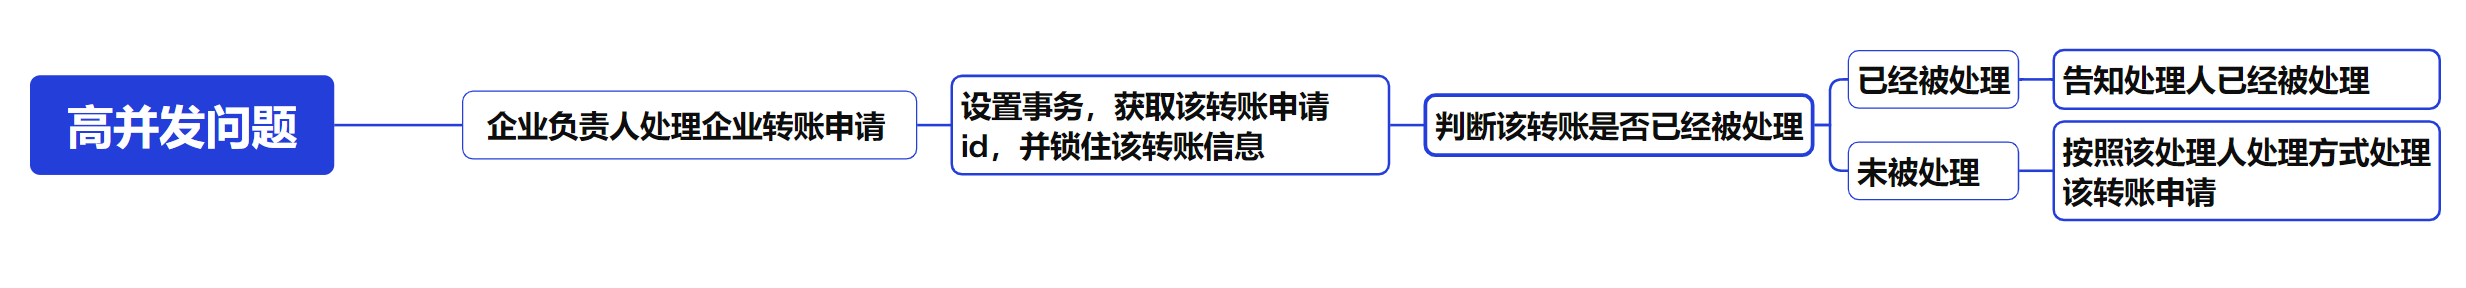 高并发问题
企业负责人处理企业转账申请
设置事务，获取该转账申请
id，并锁住该转账信息
判断该转账是否已经被处理
已经被处理
告知处理人已经被处理
未被处理
按照该处理人处理方式处理
该转账申请